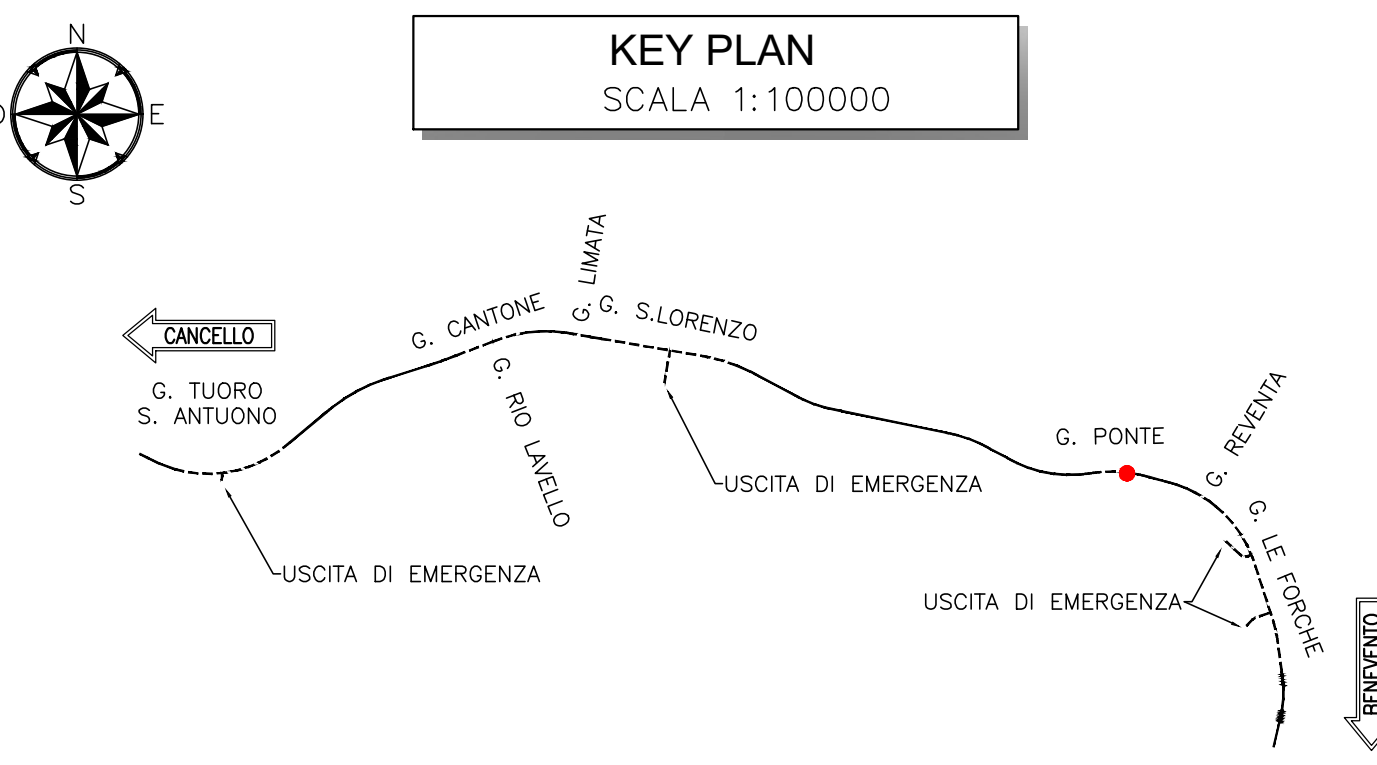 N
KEY PLAN
SCALA 1:100000
O
E
S
G. LIMATA
G. CANTONE
G. S.LORENZO
CANCELLO
G. TUORO
S. ANTUONO
G. RIO LAVELLO
G. REVENTA
G. PONTE
USCITA DI EMERGENZA
G. LE FORCHE
USCITA DI EMERGENZA
USCITA DI EMERGENZA
BENEVENTO